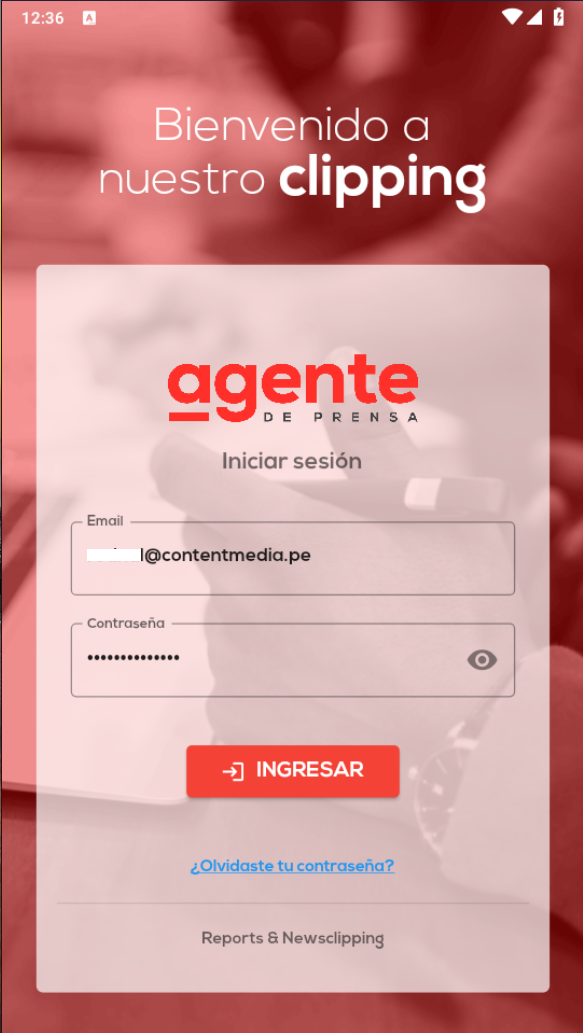 12:36
Bienvenido a
nuestro clipping
agente
DE PRENSA
Iniciar sesión
Email
l@contentmedia.pe
Contraseña
••••••••••••••
INGRESAR
¿Olvidaste tu contraseña?
Reports & Newsclipping